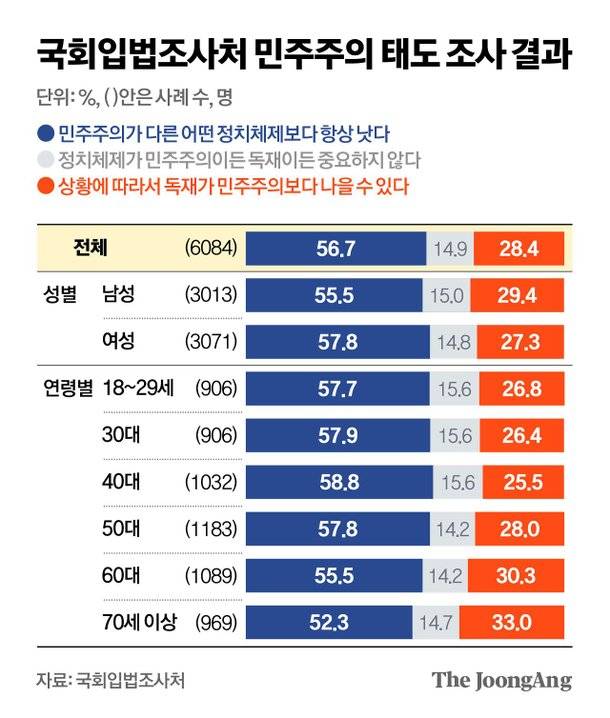 국회입법조사처 민주주의 태도 조사 결과
단위: %, ( )안은 사례 수, 명
민주주의가 다른 어떤 정치체제보다 항상 낫다
정치체제가 민주주의이든 독재이든 중요하지 않다
상황에 따라서 독재가 민주주의보다 나을 수 있다
전체 (6084) 56.7 14.9 28.4
성별 남성 (3013) 55.5 15.0 29.4
여성 (3071) 57.8 14.8 27.3
연령별 18~29세 (906) 57.7 15.6 26.8
30대 (906) 57.9 15.6 26.4
40대 (1032) 58.8 15.6 25.5
50대 (1183) 57.8 14.2 28.0
60대 (1089) 55.5 14.2 30.3
70세 이상 (969) 52.3 14.7 33.0
자료: 국회입법조사처 The JoongAng